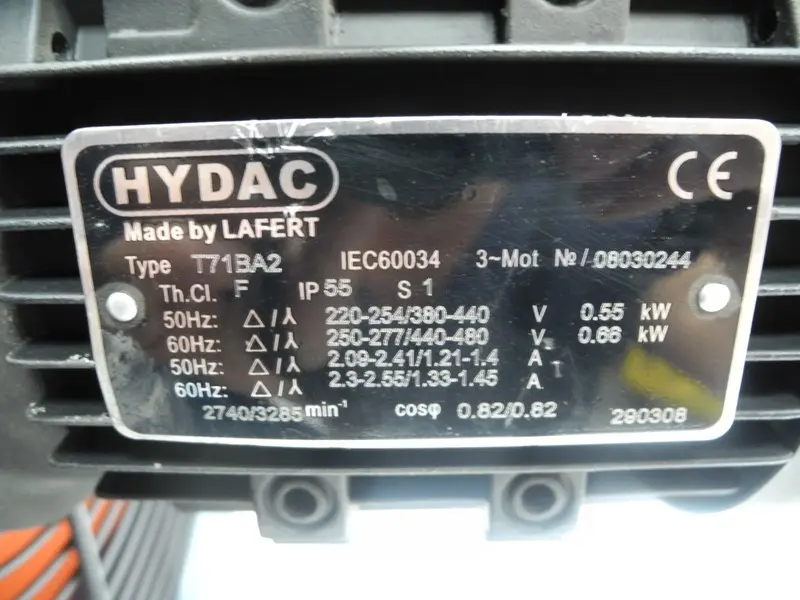 HYDAC
CE
Made by LAFERT
Type T71BA2 IEC60034 3~Mot № / 08030244
Th.Cl. F IP 55 S 1
50Hz: △/⅄ 220-254/380-440 V 0.55 kW
60Hz: △/⅄ 250-277/440-480 V 0.66 kW
50Hz: △/⅄ 2.09-2.41/1.21-1.4 A
60Hz: △/⅄ 2.3-2.55/1.33-1.45 A
2740/3285 min⁻¹ cosφ 0.82/0.82 290308